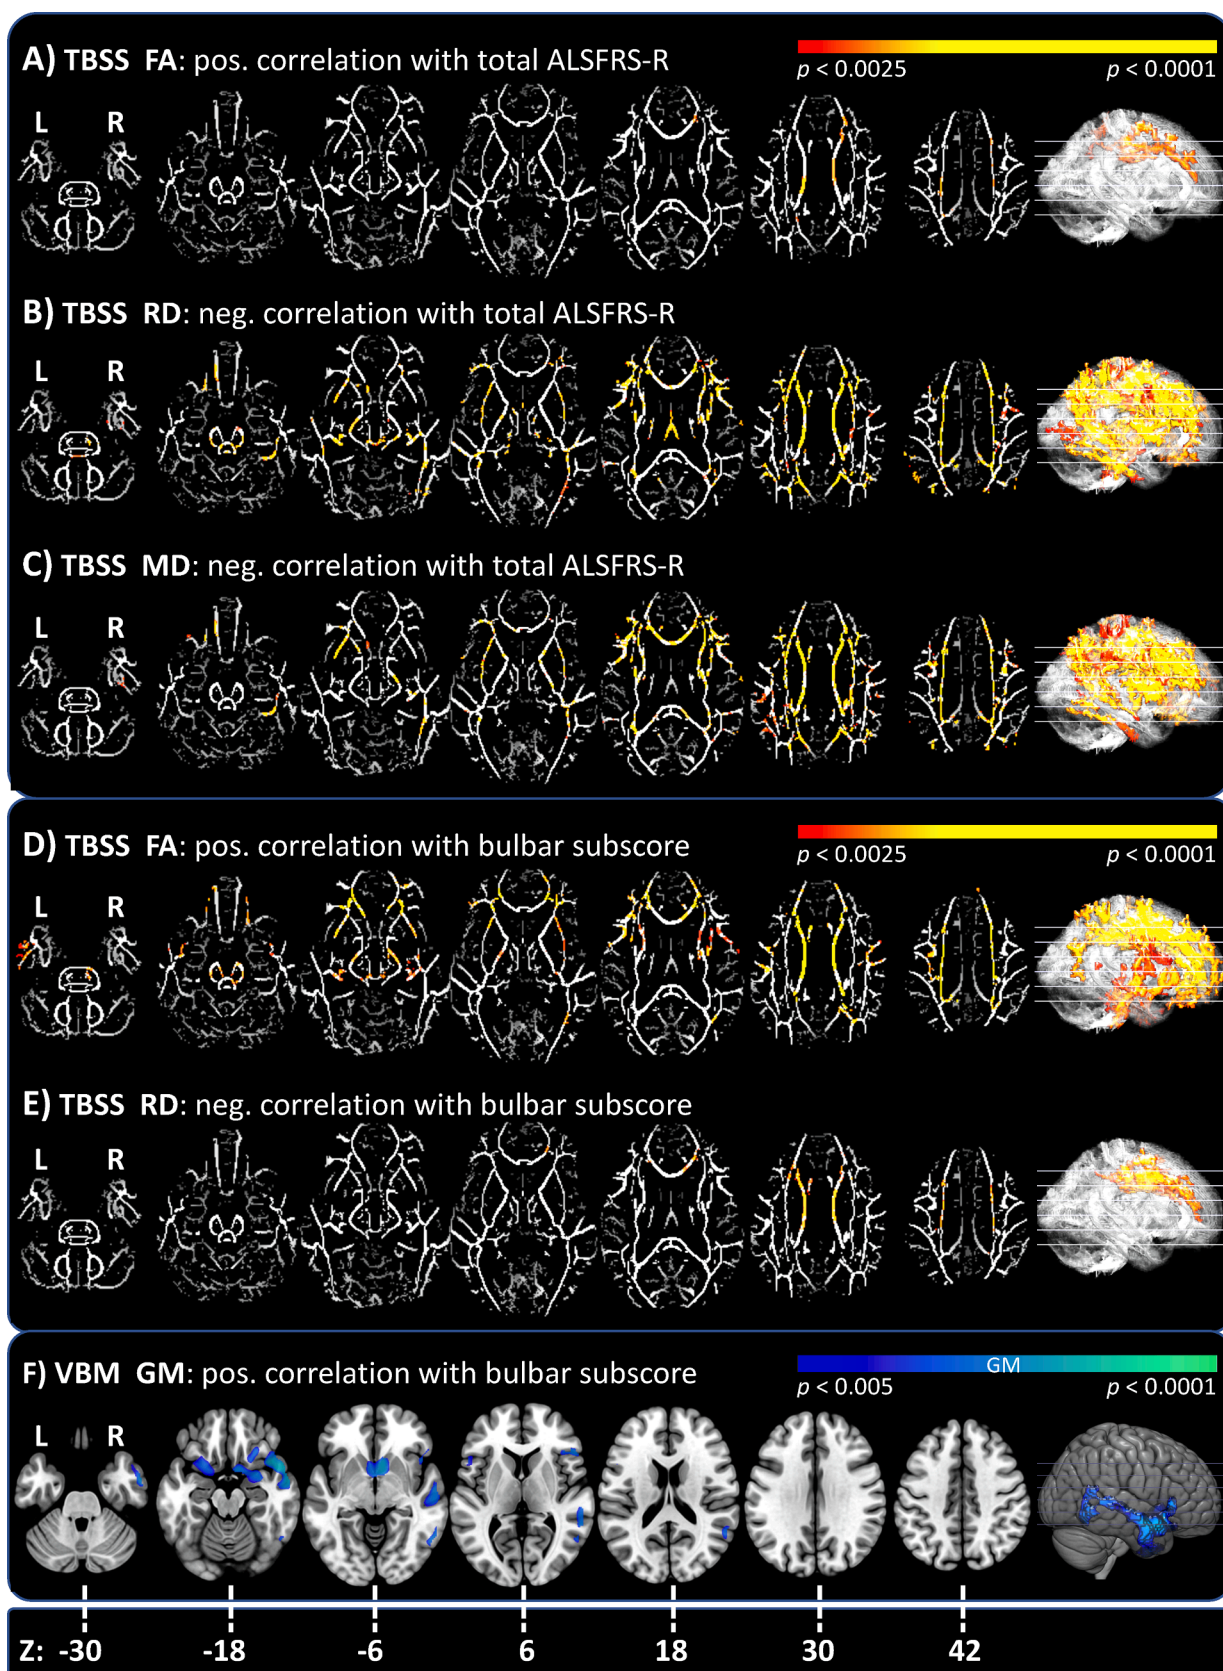 A) TBSS FA: pos. correlation with total ALSFRS-R
p < 0.0025 p < 0.0001
L R
B) TBSS RD: neg. correlation with total ALSFRS-R
L R
C) TBSS MD: neg. correlation with total ALSFRS-R
L R
D) TBSS FA: pos. correlation with bulbar subscore
p < 0.0025 p < 0.0001
L R
E) TBSS RD: neg. correlation with bulbar subscore
L R
F) VBM GM: pos. correlation with bulbar subscore
GM
p < 0.005 p < 0.0001
L R
Z: -30 -18 -6 6 18 30 42